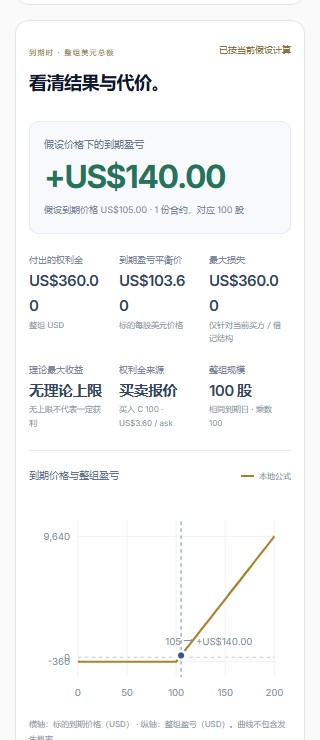 到期时 · 整组美元总额
已按当前假设计算
看清结果与代价。
假设价格下的到期盈亏
+US$140.00
假设到期价格 US$105.00 · 1 份合约，对应 100 股
付出的权利金
到期盈亏平衡价
最大损失
US$360.0
0
US$103.6
0
US$360.0
0
整组 USD
标的每股美元价格
仅针对当前买方 / 借
记结构
理论最大收益
权利金来源
整组规模
无理论上限
买卖报价
100 股
无上限不代表一定获
利
买入 C 100 ·
US$3.60 / ask
相同到期日 · 乘数
100
到期价格与整组盈亏
本地公式
9,640
105 → +US$140.00
0
-360
0 50 100 150 200
横轴：标的到期价格（USD） · 纵轴：整组盈亏（USD）。曲线不包含发
生概率